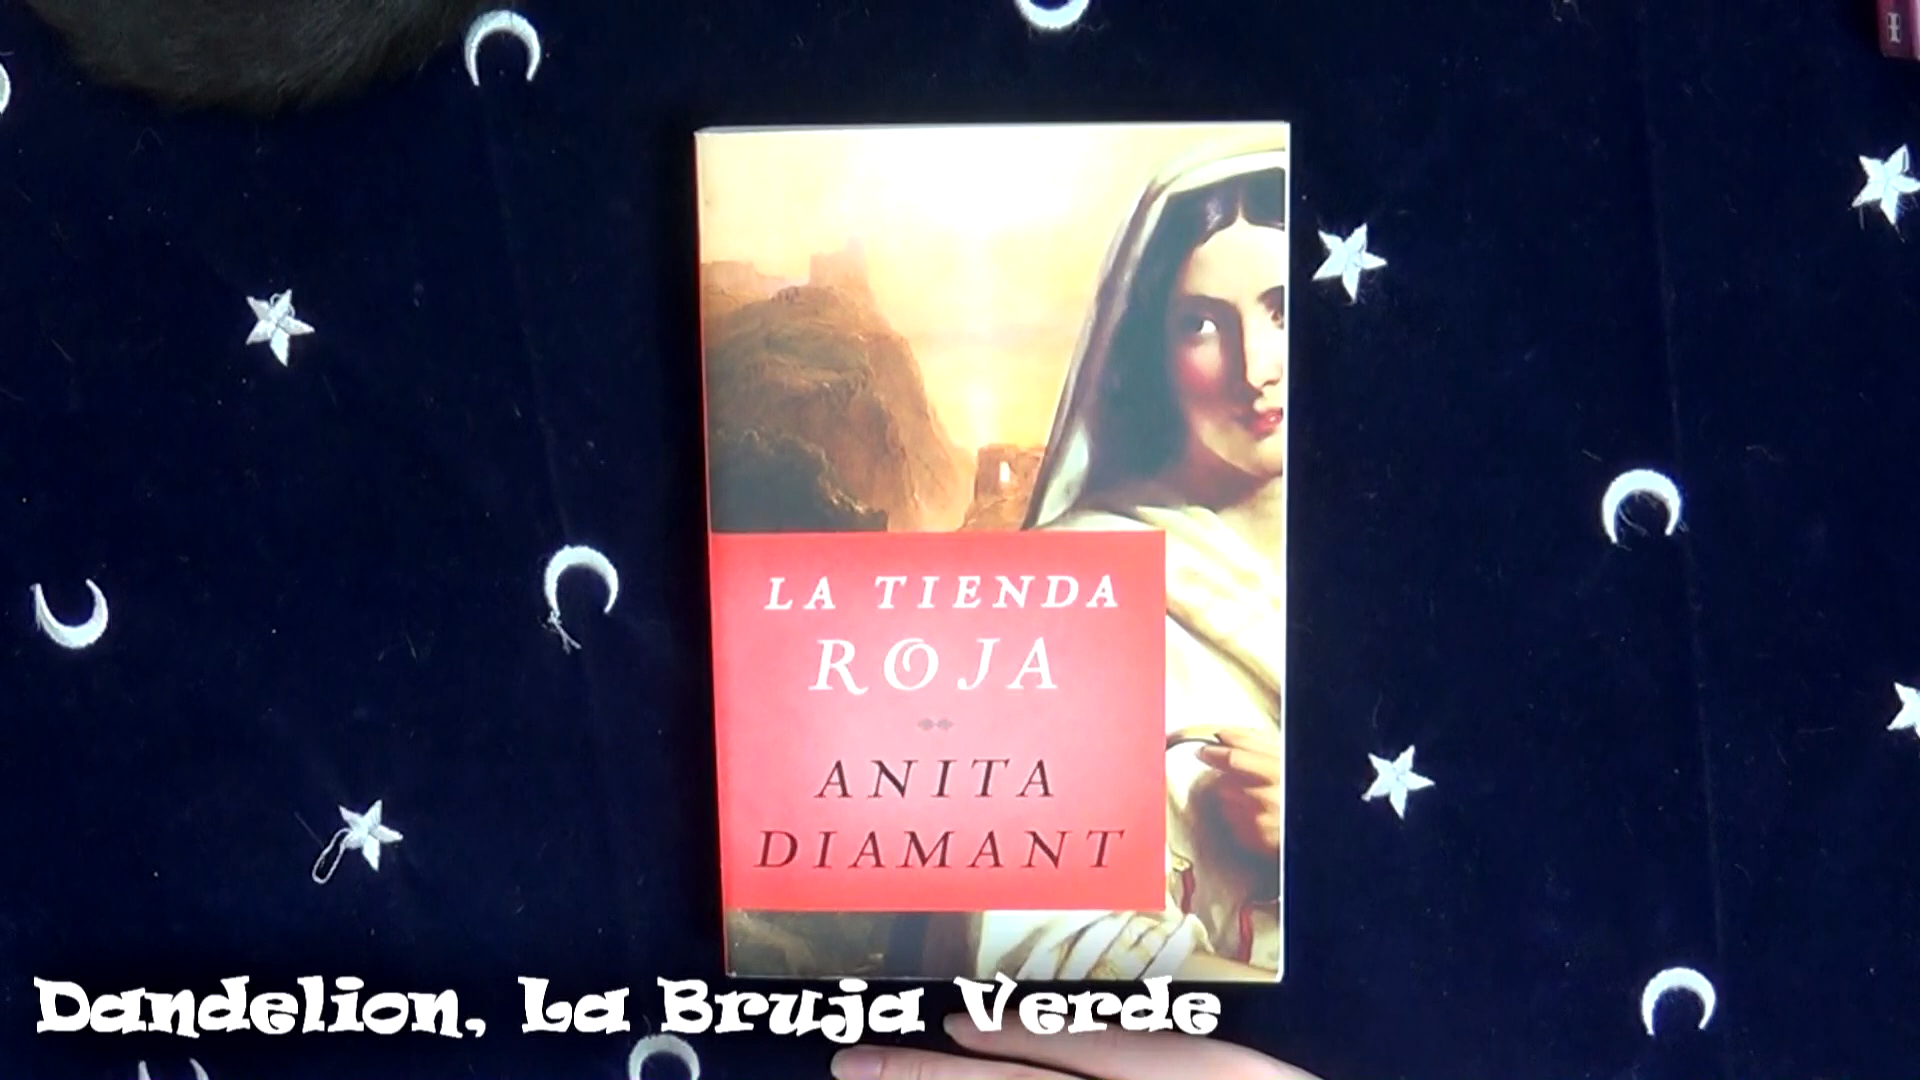 LA TIENDA
ROJA
ANITA
DIAMANT
Dandelion, La Bruja Verde